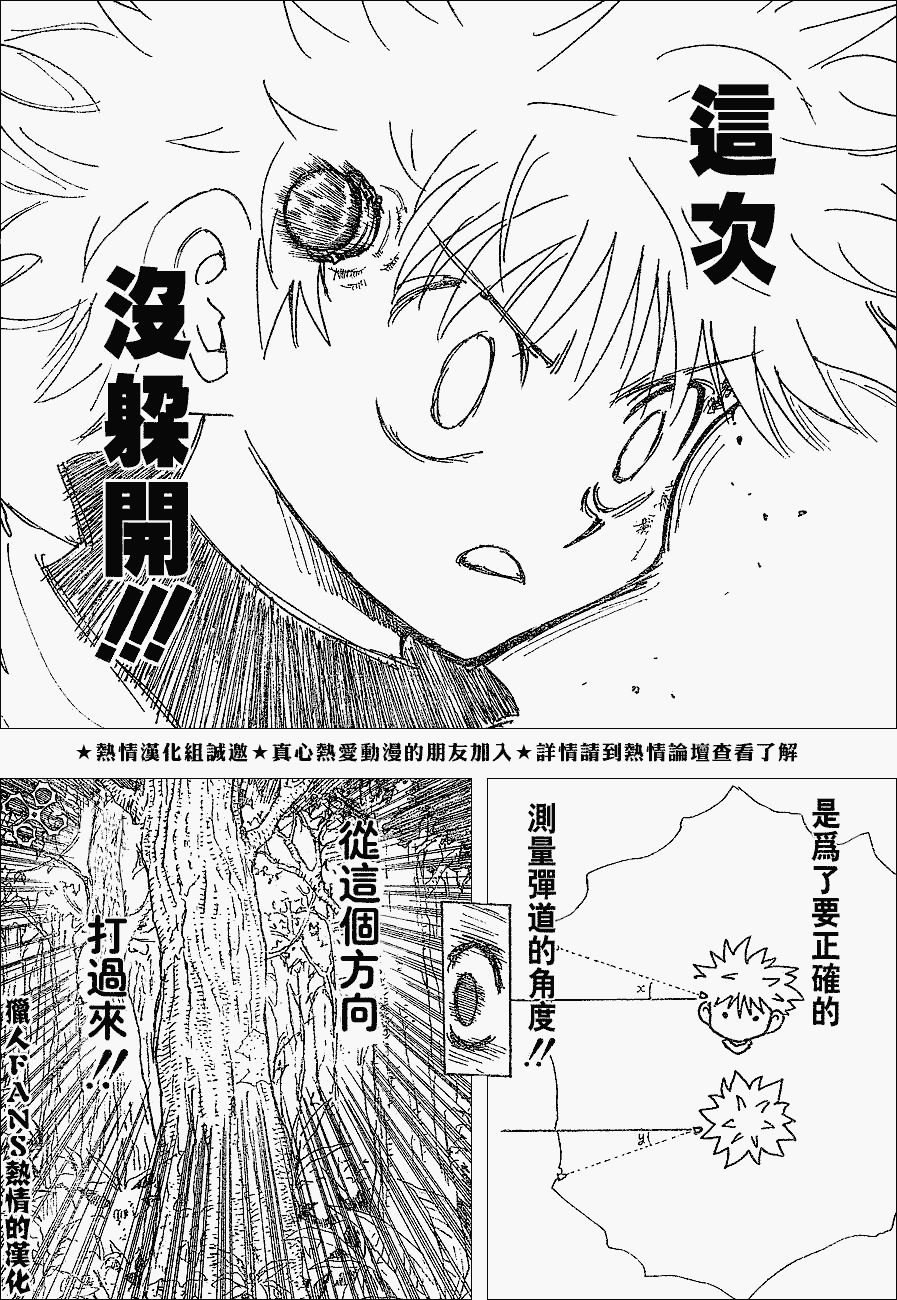 這次
沒躲開!!!
★熱情漢化組誠邀★真心熱愛動漫的朋友加入★詳情請到熱情論壇查看了解
是爲了要正確的
測量彈道的角度!!
x
y
從這個方向
打過來!!
獵人FANS熱情的漢化